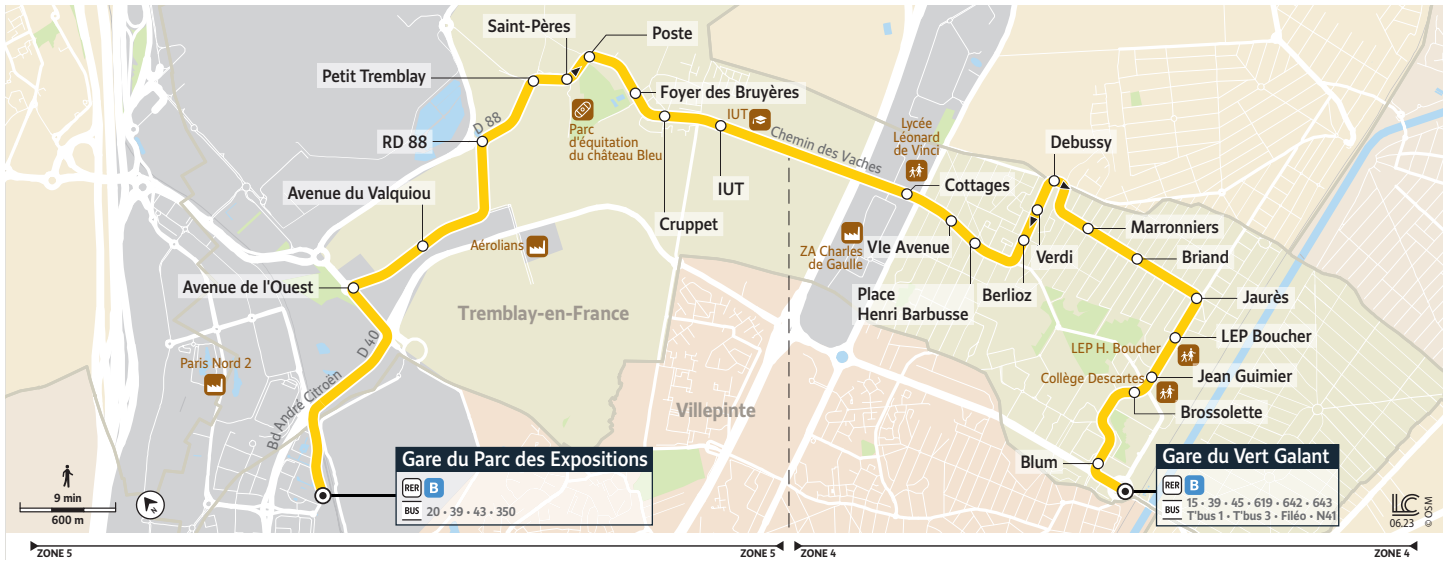 Saint-Pères
Poste
Petit Tremblay
Foyer des Bruyères
D 88
RD 88
Parc
d'équitation
du château Bleu
IUT
Chemin des Vaches
Lycée
Léonard
de Vinci
Debussy
IUT
Cottages
Avenue du Valquiou
Cruppet
Marronniers
Aérolians
ZA Charles
de Gaulle
VIe Avenue
Verdi
Briand
Avenue de l'Ouest
Place
Henri Barbusse
Berlioz
Jaurès
Tremblay-en-France
D 40
LEP H. Boucher
LEP Boucher
Paris Nord 2
Collège Descartes
Jean Guimier
Bd André Citroën
Villepinte
Brossolette
Gare du Parc des Expositions
RER B
BUS 20 • 39 • 43 • 350
Blum
Gare du Vert Galant
RER B
BUS 15 • 39 • 45 • 619 • 642 • 643
T'bus 1 • T'bus 3 • Filéo • N41
9 min
600 m
N
LC
06.23
© OSM
ZONE 5
ZONE 5
ZONE 4
ZONE 4